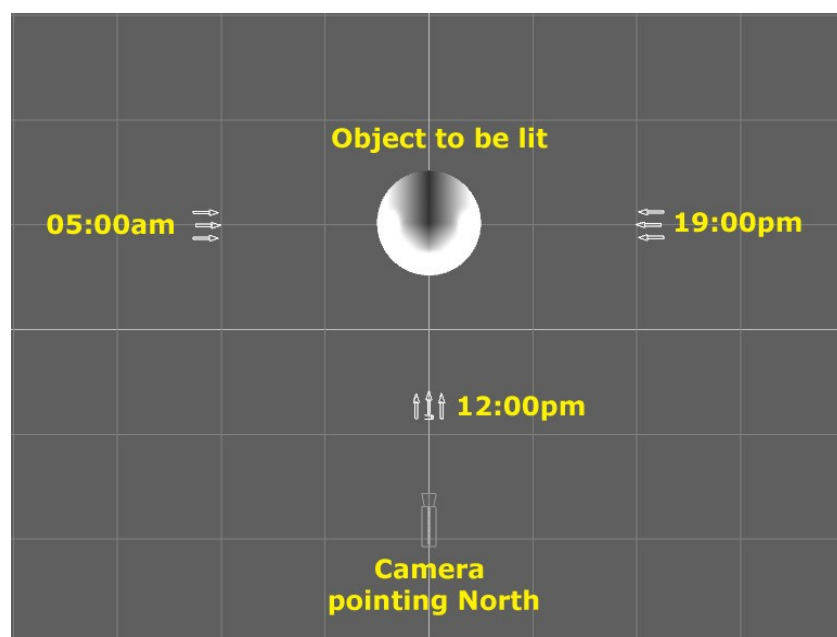 Object to be lit
05:00am
19:00pm
12:00pm
Camera
pointing North